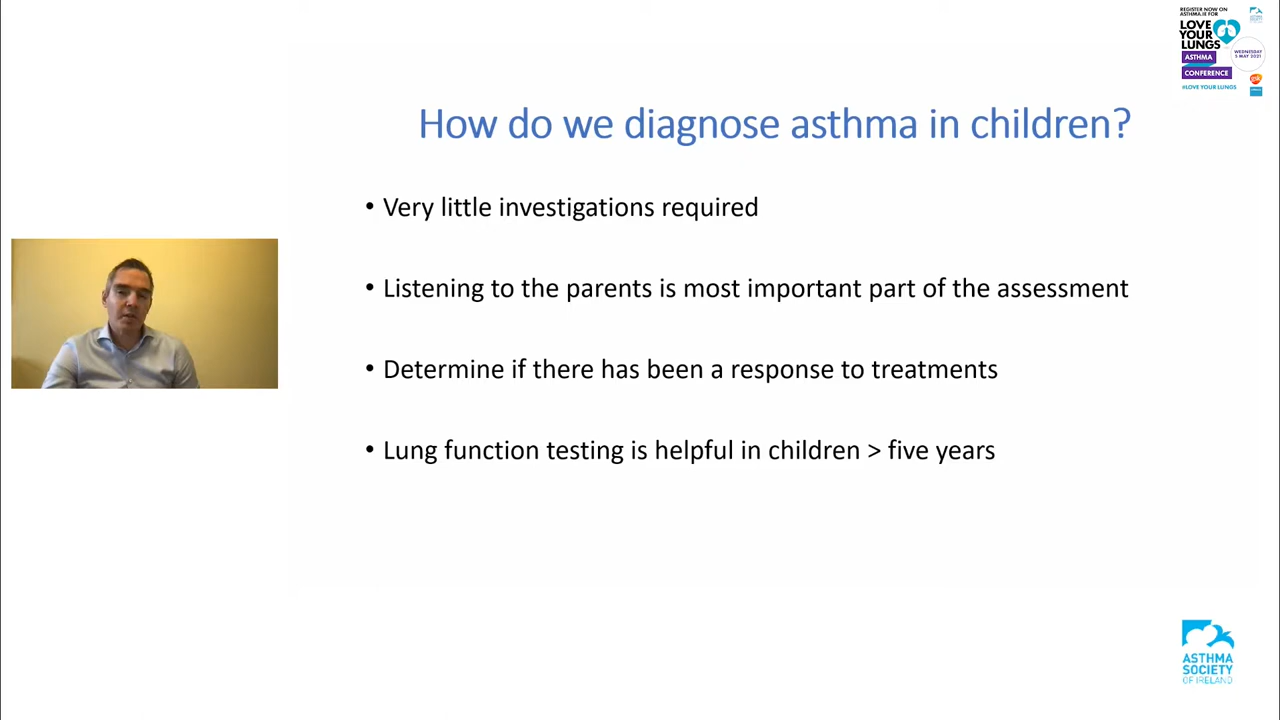 REGISTER NOW ON
ASTHMA.IE FOR
LOVE
YOUR
LUNGS
ASTHMA
CONFERENCE
WEDNESDAY
5 MAY 2021
#LOVE YOUR LUNGS
How do we diagnose asthma in children?
• Very little investigations required
• Listening to the parents is most important part of the assessment
• Determine if there has been a response to treatments
• Lung function testing is helpful in children > five years
ASTHMA
SOCIETY
OF IRELAND